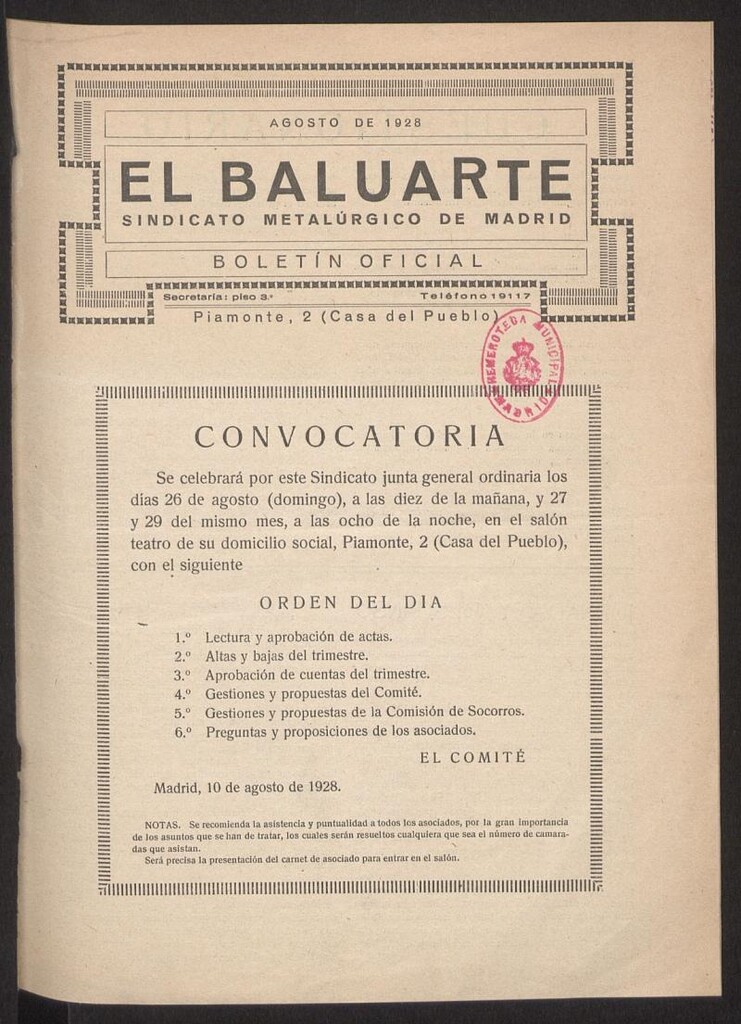 AGOSTO DE 1928
EL BALUARTE
SINDICATO METALÚRGICO DE MADRID
BOLETÍN OFICIAL
Secretaría: piso 3.º Teléfono 19117
Piamonte, 2 (Casa del Pueblo)
HEMEROTECA MUNICIPAL
MADRID
CONVOCATORIA
Se celebrará por este Sindicato junta general ordinaria los
días 26 de agosto (domingo), a las diez de la mañana, y 27
y 29 del mismo mes, a las ocho de la noche, en el salón
teatro de su domicilio social, Piamonte, 2 (Casa del Pueblo),
con el siguiente
ORDEN DEL DIA
1.º Lectura y aprobación de actas.
2.º Altas y bajas del trimestre.
3.º Aprobación de cuentas del trimestre.
4.º Gestiones y propuestas del Comité.
5.º Gestiones y propuestas de la Comisión de Socorros.
6.º Preguntas y proposiciones de los asociados.
EL COMITÉ
Madrid, 10 de agosto de 1928.
NOTAS. Se recomienda la asistencia y puntualidad a todos los asociados, por la gran importancia
de los asuntos que se han de tratar, los cuales serán resueltos cualquiera que sea el número de camara-
das que asistan.
Será precisa la presentación del carnet de asociado para entrar en el salón.